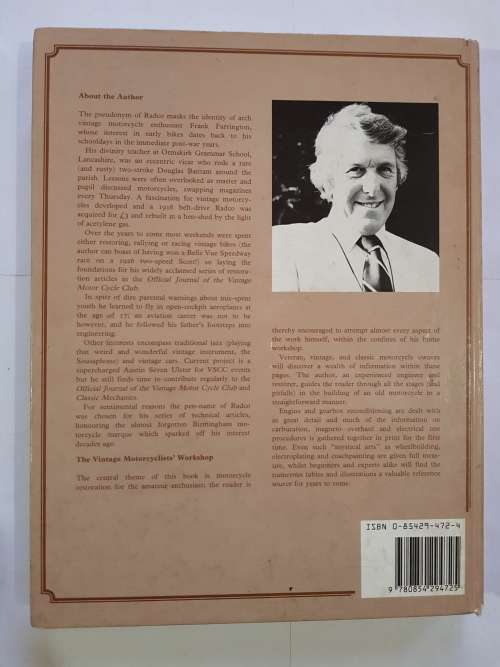 About the Author
The pseudonym of Radco masks the identity of arch
vintage motorcycle enthusiast Frank Farrington,
whose interest in early bikes dates back to his
schooldays in the immediate post-war years.
His divinity teacher at Ormskirk Grammar School,
Lancashire, was an eccentric vicar who rode a rare
(and rusty) two-stroke Douglas Bantam around the
parish. Lessons were often overlooked as master and
pupil discussed motorcycles, swapping magazines
every Thursday. A fascination for vintage motorcy-
cles developed and a 1918 belt-drive Radco was
acquired for £3 and rebuilt in a hen-shed by the light
of acetylene gas.
Over the years to come most weekends were spent
either restoring, rallying or racing vintage bikes (the
author can boast of having won a Belle Vue Speedway
race on a 1926 two-speed Scott!) so laying the
foundations for his widely acclaimed series of restora-
tion articles in the Official Journal of the Vintage
Motor Cycle Club.
In spite of dire parental warnings about mis-spent
youth he learned to fly in open-cockpit aeroplanes at
the age of 17; an aviation career was not to be
however, and he followed his father's footsteps into
engineering.
Other interests encompass traditional jazz (playing
that weird and wonderful vintage instrument, the
Sousaphone) and vintage cars. Current project is a
supercharged Austin Seven Ulster for VSCC events
but he still finds time to contribute regularly to the
Official Journal of the Vintage Motor Cycle Club and
Classic Mechanics.
For sentimental reasons the pen-name of Radco
was chosen for his series of technical articles,
honouring the almost forgotten Birmingham mo-
torcycle marque which sparked off his interest
decades ago.
The Vintage Motorcyclists' Workshop
The central theme of this book is motorcycle
restoration for the amateur enthusiast; the reader is
thereby encouraged to attempt almost every aspect of
the work himself, within the confines of his home
workshop.
Veteran, vintage, and classic motorcycle owners
will discover a wealth of information within these
pages. The author, an experienced engineer and
restorer, guides the reader through all the stages (and
pitfalls) in the building of an old motorcycle in a
straightforward manner.
Engine and gearbox reconditioning are dealt with
in great detail and much of the information on
carburation, magneto overhaul and electrical test
procedures is gathered together in print for the first
time. Even such "mystical arts" as wheelbuilding,
electroplating and coachpainting are given full mea-
sure, whilst beginners and experts alike will find the
numerous tables and illustrations a valuable reference
source for years to come.
ISBN 0-85429-472-4
9 780854 294725